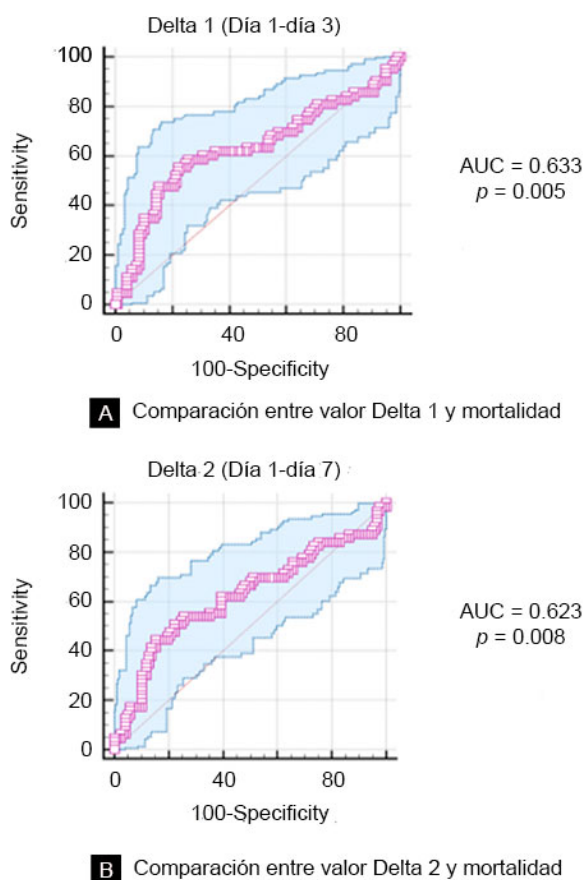 Delta 1 (Día 1-día 3)
100
80
60
40
20
0
Sensitivity
0 40 80
100-Specificity
AUC = 0.633
p = 0.005
A Comparación entre valor Delta 1 y mortalidad
Delta 2 (Día 1-día 7)
100
80
60
40
20
0
Sensitivity
0 40 80
100-Specificity
AUC = 0.623
p = 0.008
B Comparación entre valor Delta 2 y mortalidad